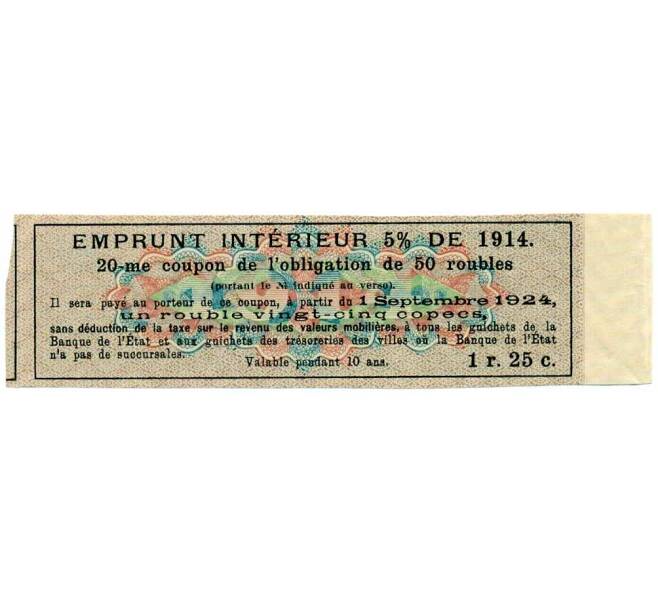 EMPRUNT INTÉRIEUR 5% DE 1914.
20-me coupon de l'obligation de 50 roubles
(portant le № indiqué au verso).
Il sera payé au porteur de ce coupon, à partir du 1 Septembre 1924,
un rouble vingt-cinq copecs,
sans déduction de la taxe sur le revenu des valeurs mobilières, à tous les guichets de la
Banque de l'État et aux guichets des trésoreries des villes où la Banque de l'État
n'a pas de succursales.
Valable pendant 10 ans.
1 r. 25 c.